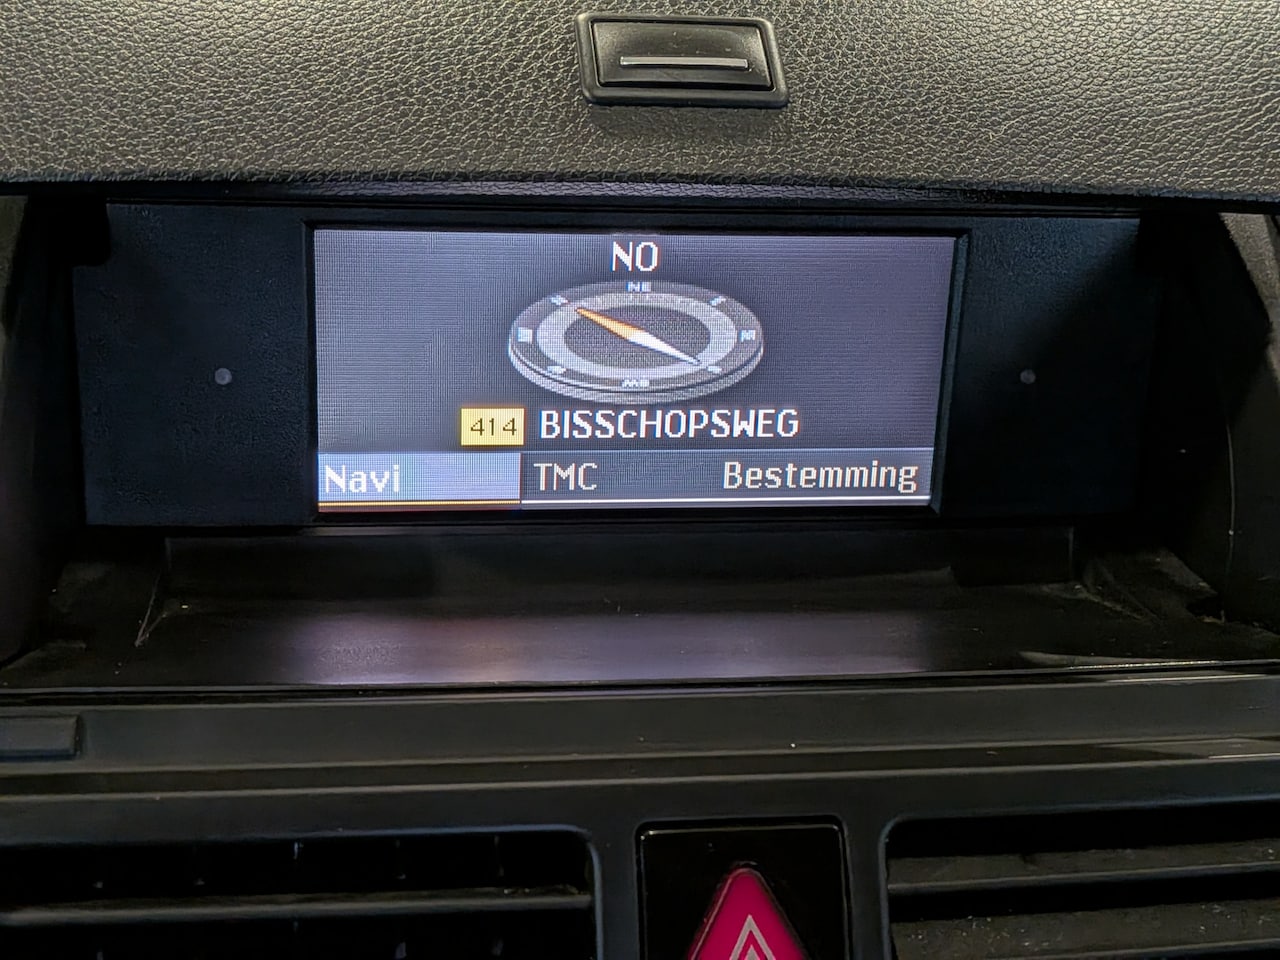 NO
NE
414 BISSCHOPSWEG
Navi TMC Bestemming